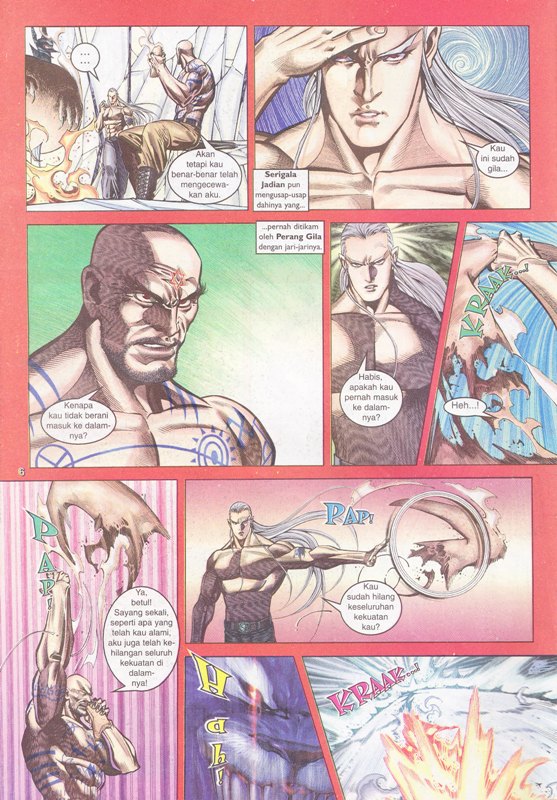 ...
...
Akan
tetapi kau
benar-benar telah
mengecewa-
kan aku.
Serigala
Jadian pun
mengusap-usap
dahinya yang...
Kau
ini sudah
gila...
...pernah ditikam
oleh Perang Gila
dengan jari-jarinya.
Kenapa
kau tidak berani
masuk ke dalam-
nya?
Habis,
apakah kau
pernah masuk
ke dalam-
nya?
KRAAK...!
Heh...!
6
PAP!
Ya,
betul!
Sayang sekali,
seperti apa yang
telah kau alami,
aku juga telah ke-
hilangan seluruh
kekuatan di
dalam-
nya!
PAP!
Kau
sudah hilang
keseluruhan
kekuatan
kau?
Hah!
KRAAK...!